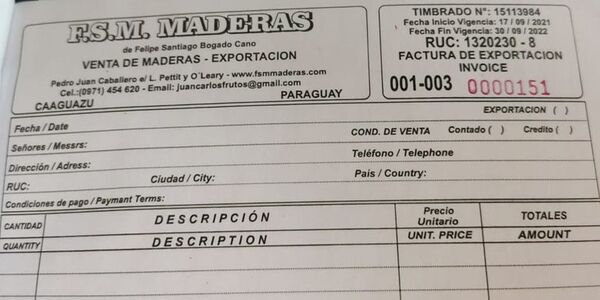 F.S.M. MADERAS
de Felipe Santiago Bogado Cano
VENTA DE MADERAS - EXPORTACION
Pedro Juan Caballero e/ L. Pettit y O'Leary - www.fsmmaderas.com
Cel.:(0971) 454 620 - Email: juancarlosfrutos@gmail.com
CAAGUAZU PARAGUAY
TIMBRADO N°: 15113984
Fecha Inicio Vigencia: 17 / 09 / 2021
Fecha Fin Vigencia: 30 / 09 / 2022
RUC: 1320230 - 8
FACTURA DE EXPORTACION
INVOICE
001-003 0000151
EXPORTACION ( )
Fecha / Date COND. DE VENTA Contado ( ) Credito ( )
Señores / Messrs: Teléfono / Telephone
Dirección / Adress:
RUC: Ciudad / City: País / Country:
Condiciones de pago / Paymant Terms:
CANTIDAD DESCRIPCIÓN Precio Unitario TOTALES
QUANTITY DESCRIPTION UNIT. PRICE AMOUNT